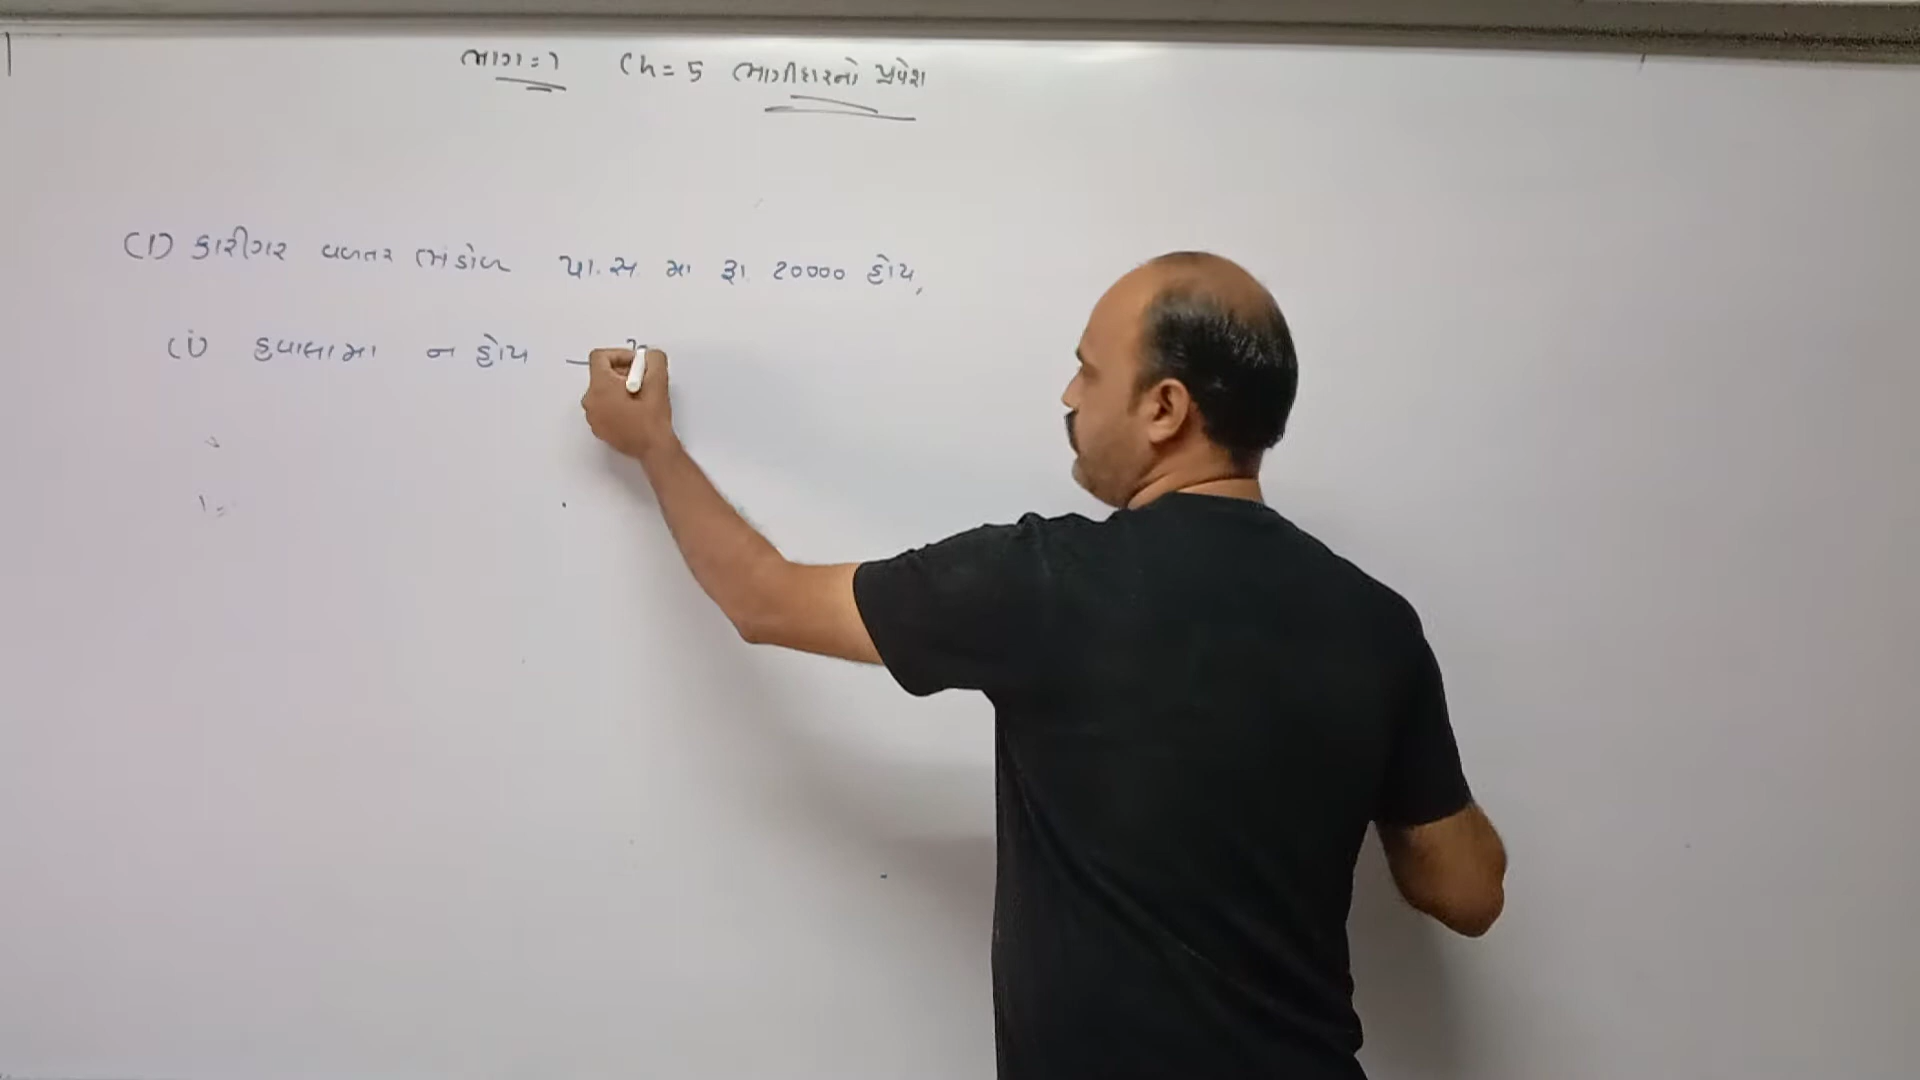 ભાગ = 1 Ch = 5 ભાગીદારનો પ્રવેશ
(1) કારીગર વળતર ભંડોળ પા.સ મા રૂા. 20000 હોય,
(i) હવાલામા ન હોય —